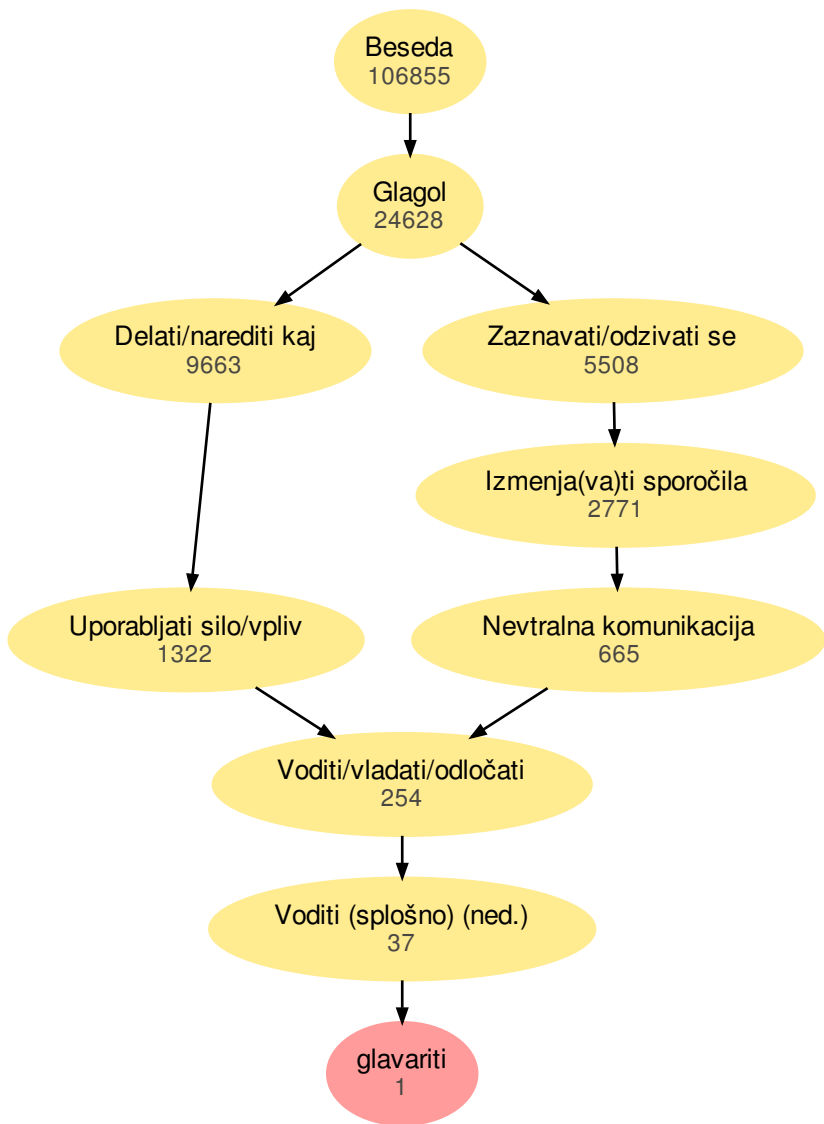 Beseda
106855
Glagol
24628
Delati/narediti kaj
9663
Zaznavati/odzivati se
5508
Izmenja(va)ti sporočila
2771
Uporabljati silo/vpliv
1322
Nevtralna komunikacija
665
Voditi/vladati/odločati
254
Voditi (splošno) (ned.)
37
glavariti
1